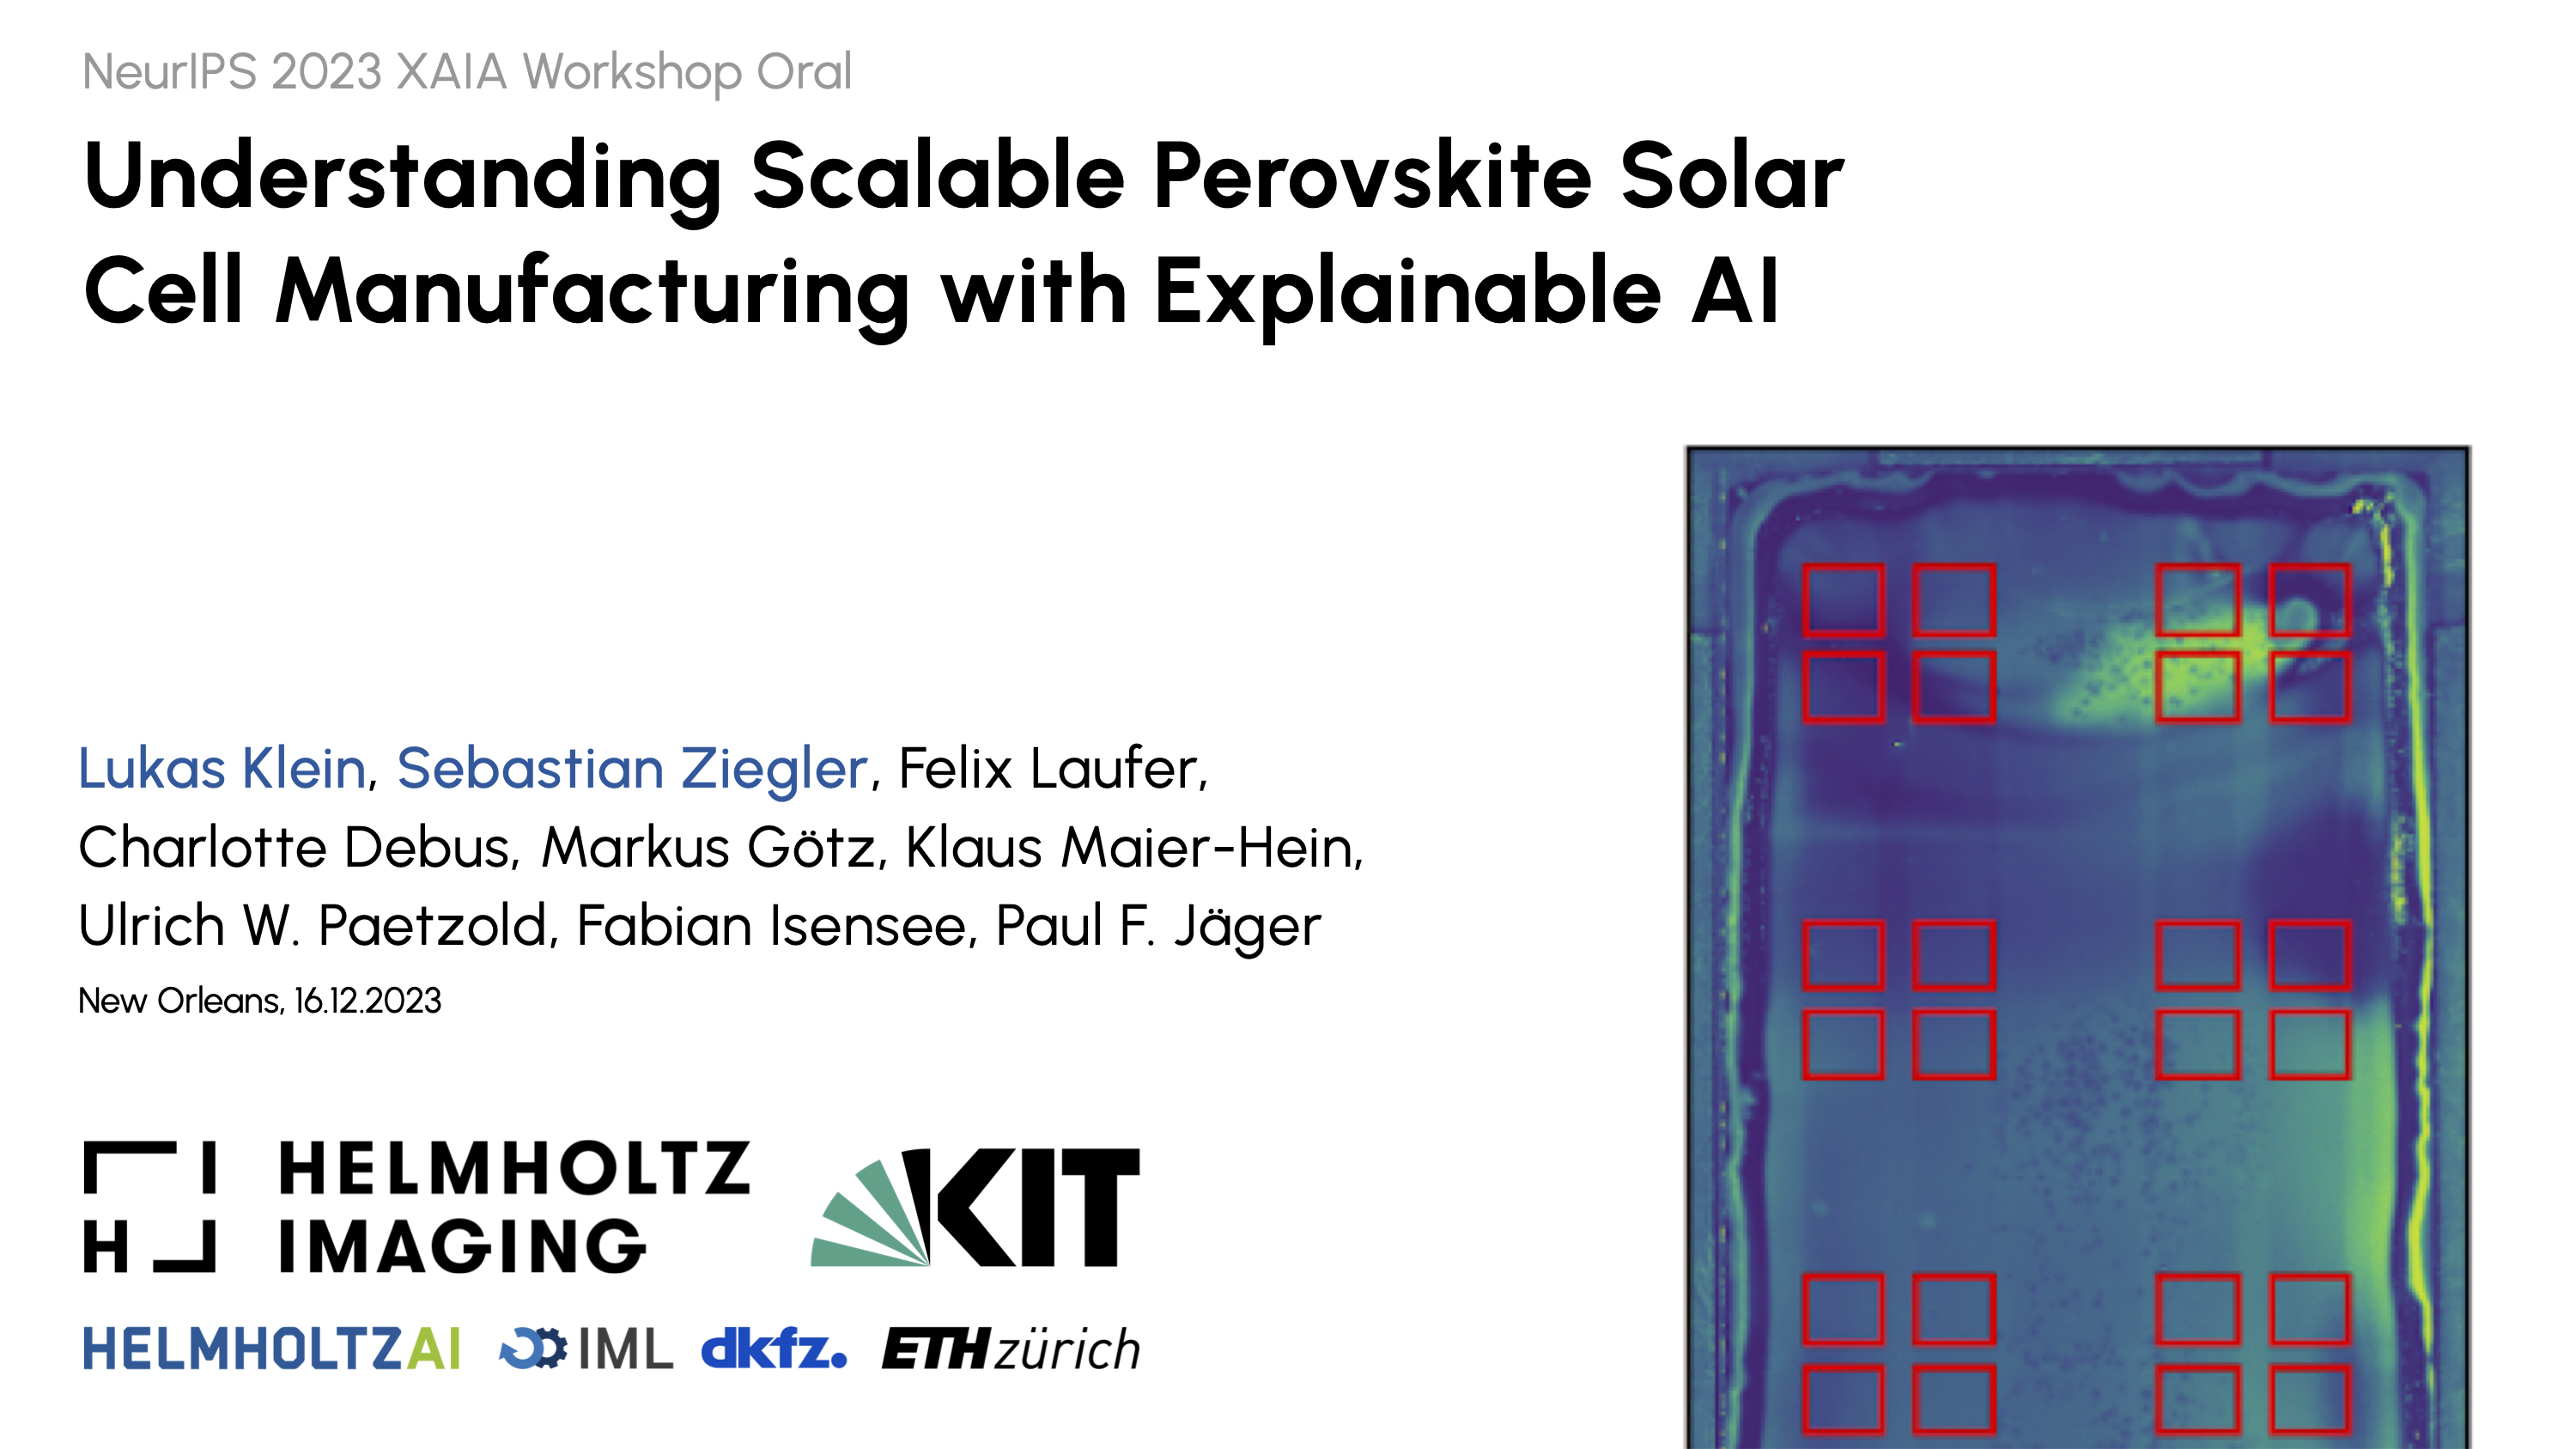 NeurIPS 2023 XAIA Workshop Oral
Understanding Scalable Perovskite Solar
Cell Manufacturing with Explainable AI
Lukas Klein, Sebastian Ziegler, Felix Laufer,
Charlotte Debus, Markus Götz, Klaus Maier-Hein,
Ulrich W. Paetzold, Fabian Isensee, Paul F. Jäger
New Orleans, 16.12.2023
H
HELMHOLTZ
IMAGING
KIT
HELMHOLTZAI
IML
dkfz.
ETH zürich